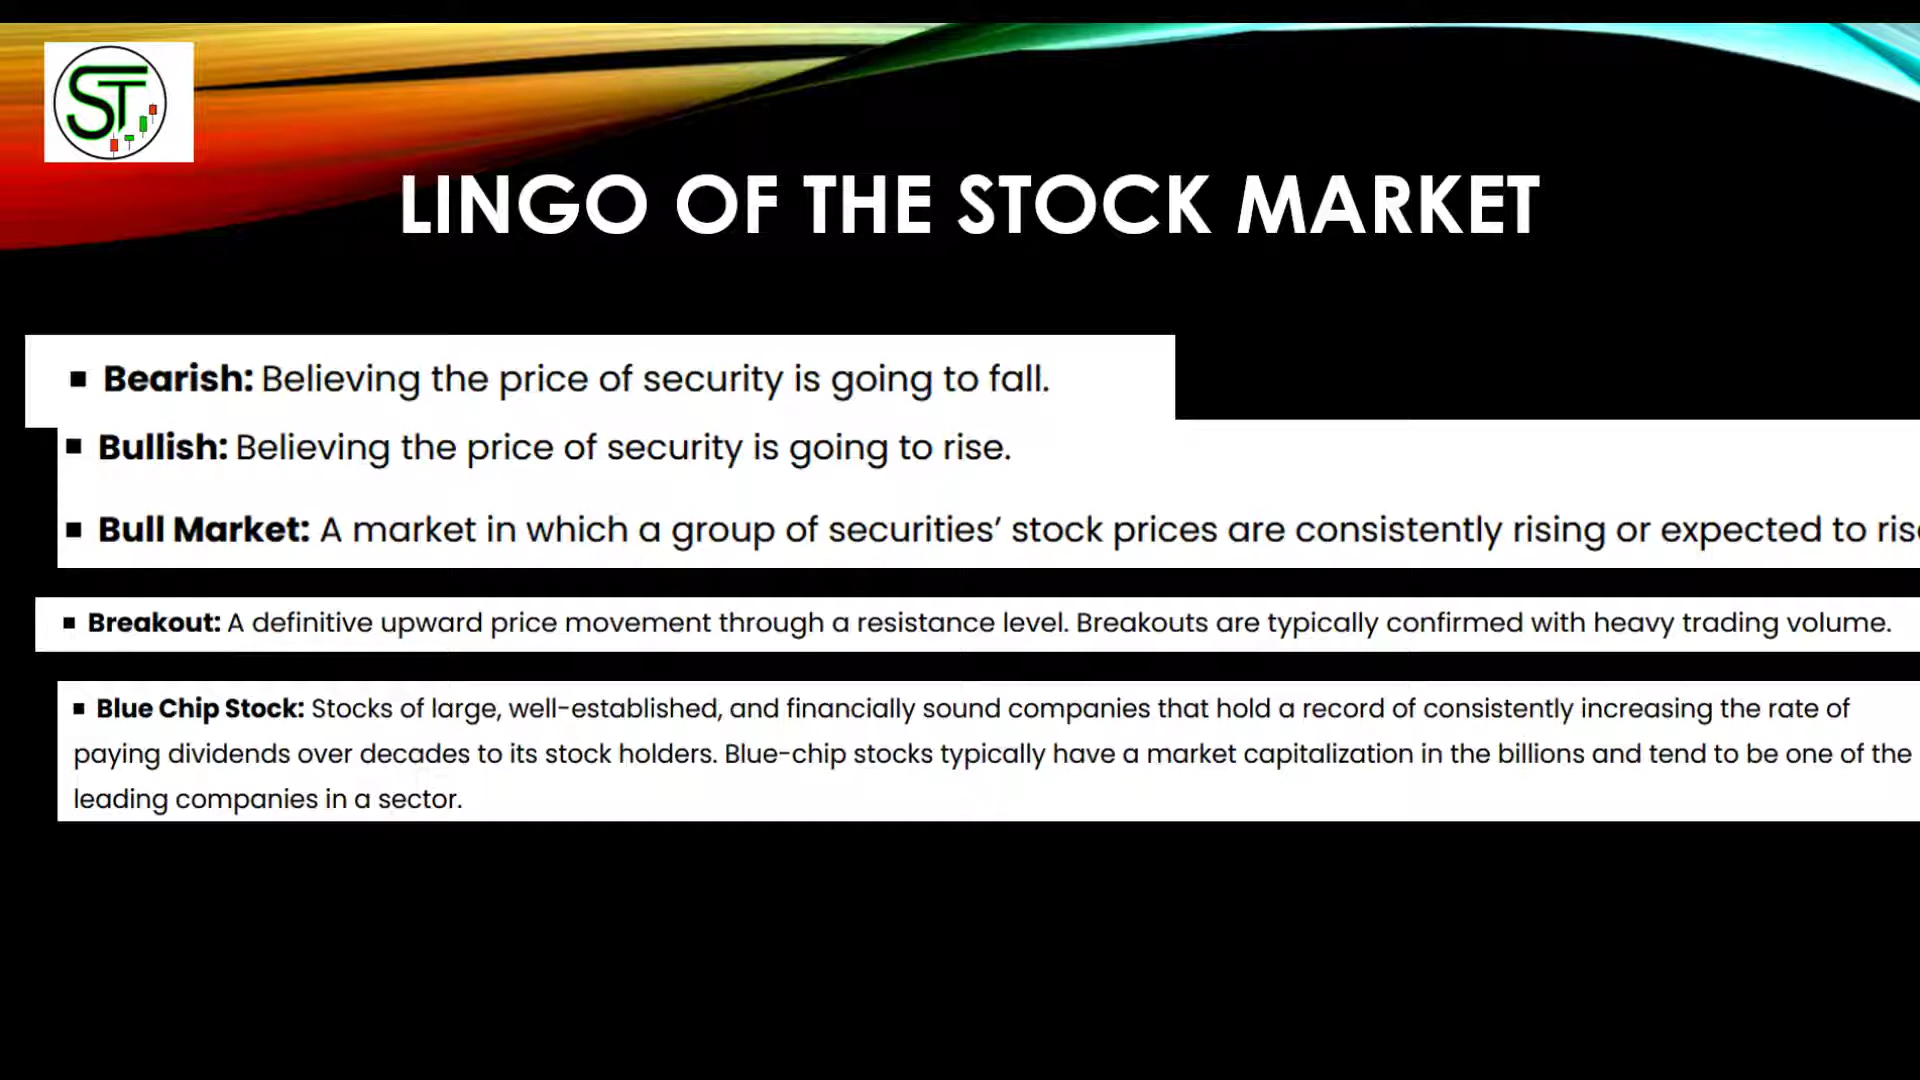 ST
LINGO OF THE STOCK MARKET
▪ Bearish: Believing the price of security is going to fall.
▪ Bullish: Believing the price of security is going to rise.
▪ Bull Market: A market in which a group of securities’ stock prices are consistently rising or expected to
▪ Breakout: A definitive upward price movement through a resistance level. Breakouts are typically confirmed with heavy trading volume.
▪ Blue Chip Stock: Stocks of large, well-established, and financially sound companies that hold a record of consistently increasing the rate of
paying dividends over decades to its stock holders. Blue-chip stocks typically have a market capitalization in the billions and tend to be one of the
leading companies in a sector.